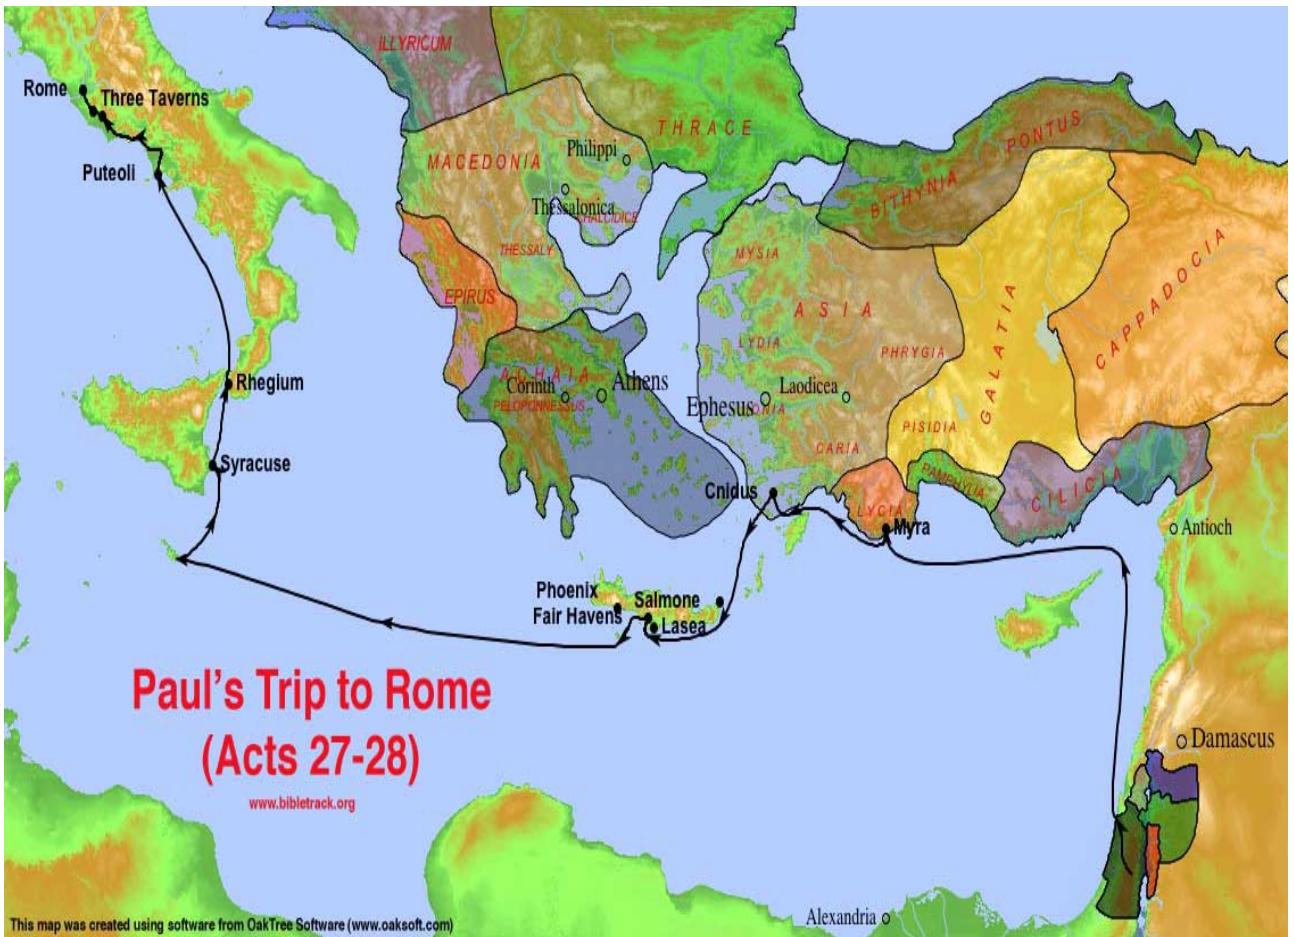 ILLYRICUM
Rome
Three Taverns
THRACE
PONTUS
MACEDONIA
Philippi
Puteoli
BITHYNIA
Thessalonica
CHALCIDICE
THESSALY
MYSIA
CAPPADOCIA
EPIRUS
ASIA
GALATIA
LYDIA
PHRYGIA
Rhegium
ACHAIA
Corinth
Athens
Laodicea
PELOPONNESUS
Ephesus
ONIA
PISIDIA
CARIA
Syracuse
PAMPHYLIA
Cnidus
CILICIA
LYCIA
Myra
Antioch
Phoenix
Salmone
Fair Havens
Lasea
Paul's Trip to Rome
(Acts 27-28)
www.bibletrack.org
Damascus
Alexandria
This map was created using software from OakTree Software (www.oaksoft.com)